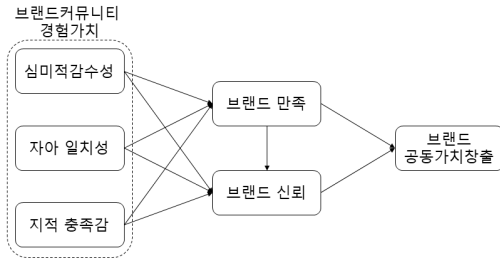 브랜드커뮤니티
경험가치
심미적감수성
자아 일치성
지적 충족감
브랜드 만족
브랜드 신뢰
브랜드
공동가치창출